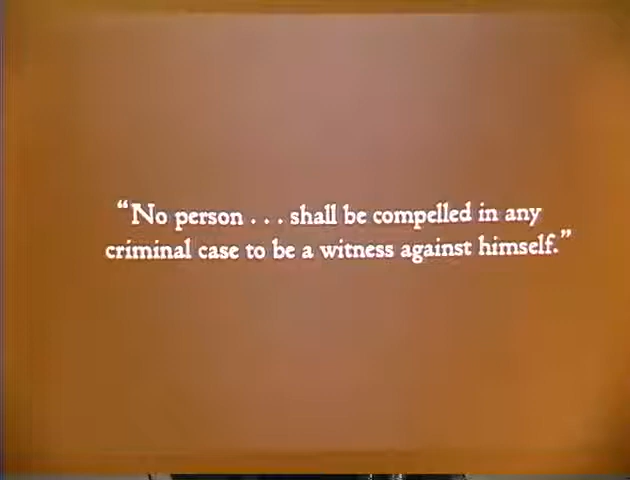 “No person . . . shall be compelled in any
criminal case to be a witness against himself.”